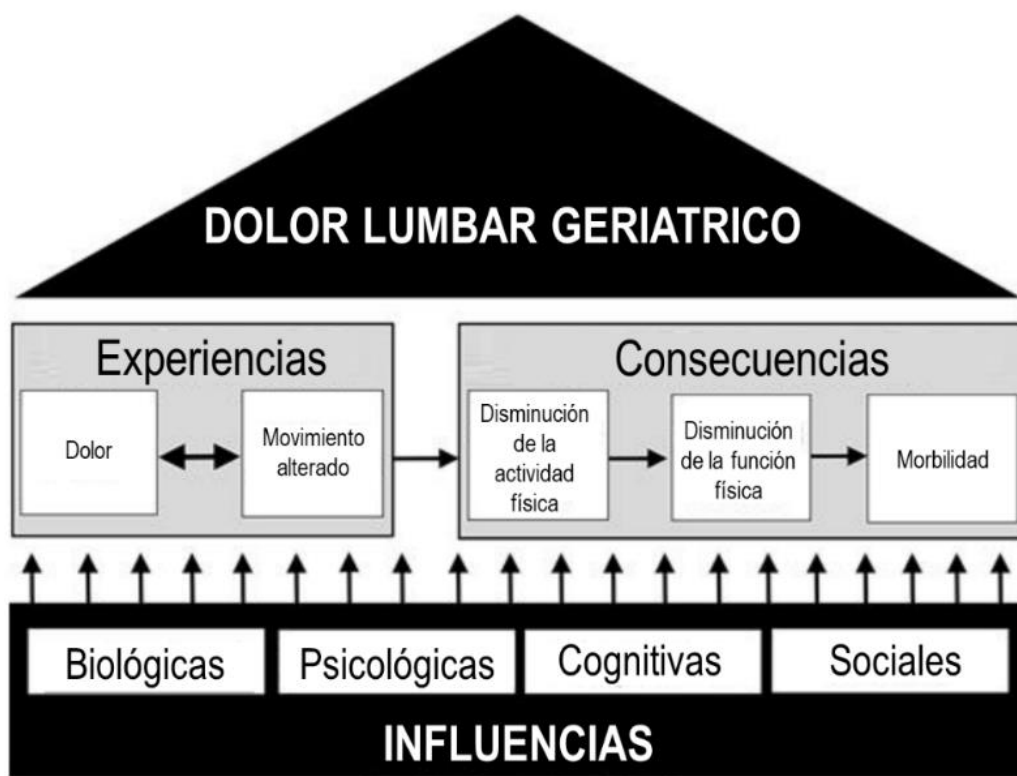 DOLOR LUMBAR GERIATRICO
Experiencias
Dolor
Movimiento
alterado
Consecuencias
Disminución
de la
actividad
física
Disminución
de la función
física
Morbilidad
Biológicas
Psicológicas
Cognitivas
Sociales
INFLUENCIAS